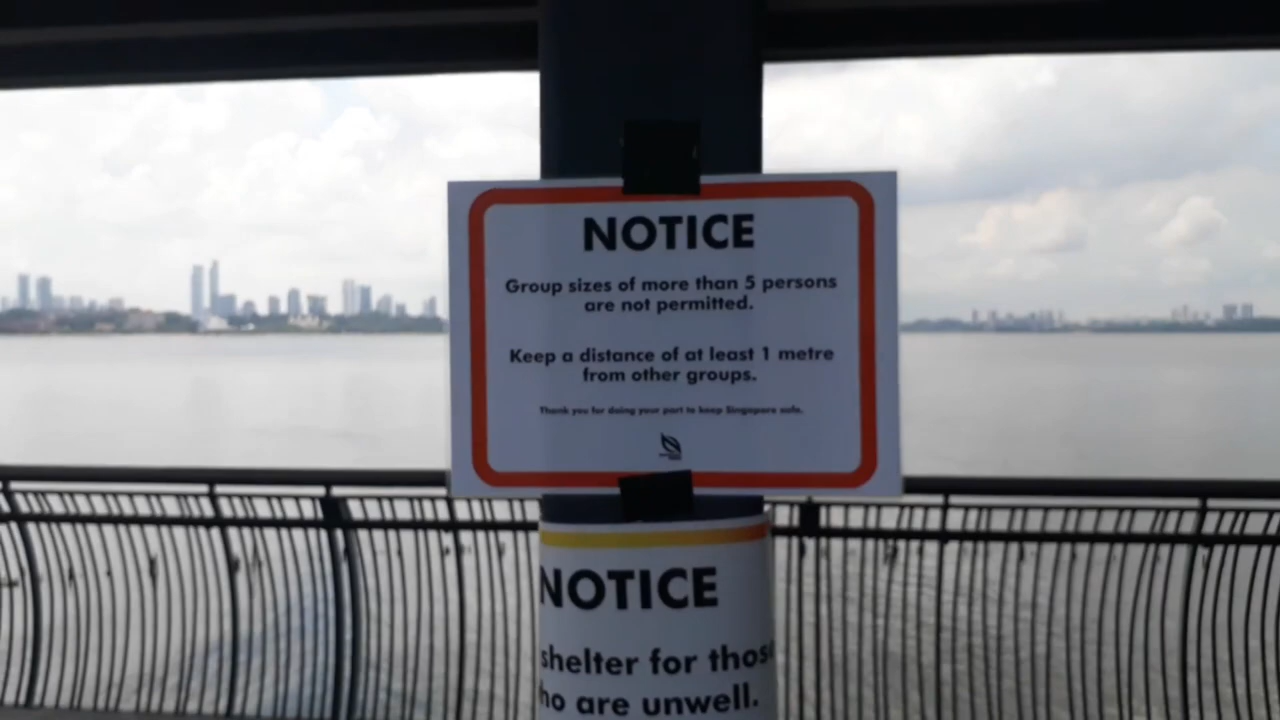 NOTICE
Group sizes of more than 5 persons
are not permitted.
Keep a distance of at least 1 metre
from other groups.
Thank you for doing your part to keep Singapore safe.
NOTICE
shelter for those
ho are unwell.